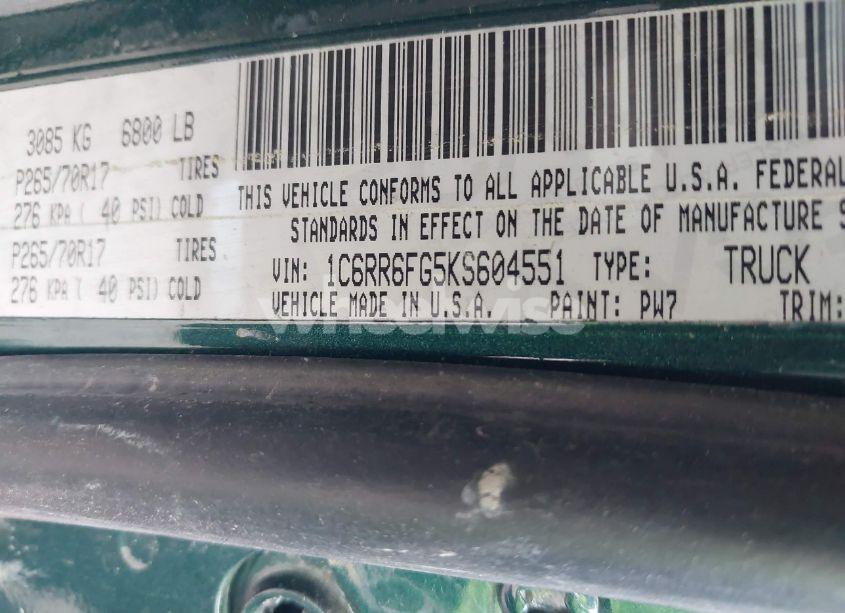 3085 KG 6800 LB
P265/70R17 TIRES
276 KPA ( 40 PSI) COLD
P265/70R17 TIRES
276 KPA ( 40 PSI) COLD
THIS VEHICLE CONFORMS TO ALL APPLICABLE U.S.A. FEDERAL
STANDARDS IN EFFECT ON THE DATE OF MANUFACTURE S
VIN: 1C6RR6FG5KS604551 TYPE: TRUCK
VEHICLE MADE IN U.S.A. PAINT: PW7 TRIM:
wheelwise